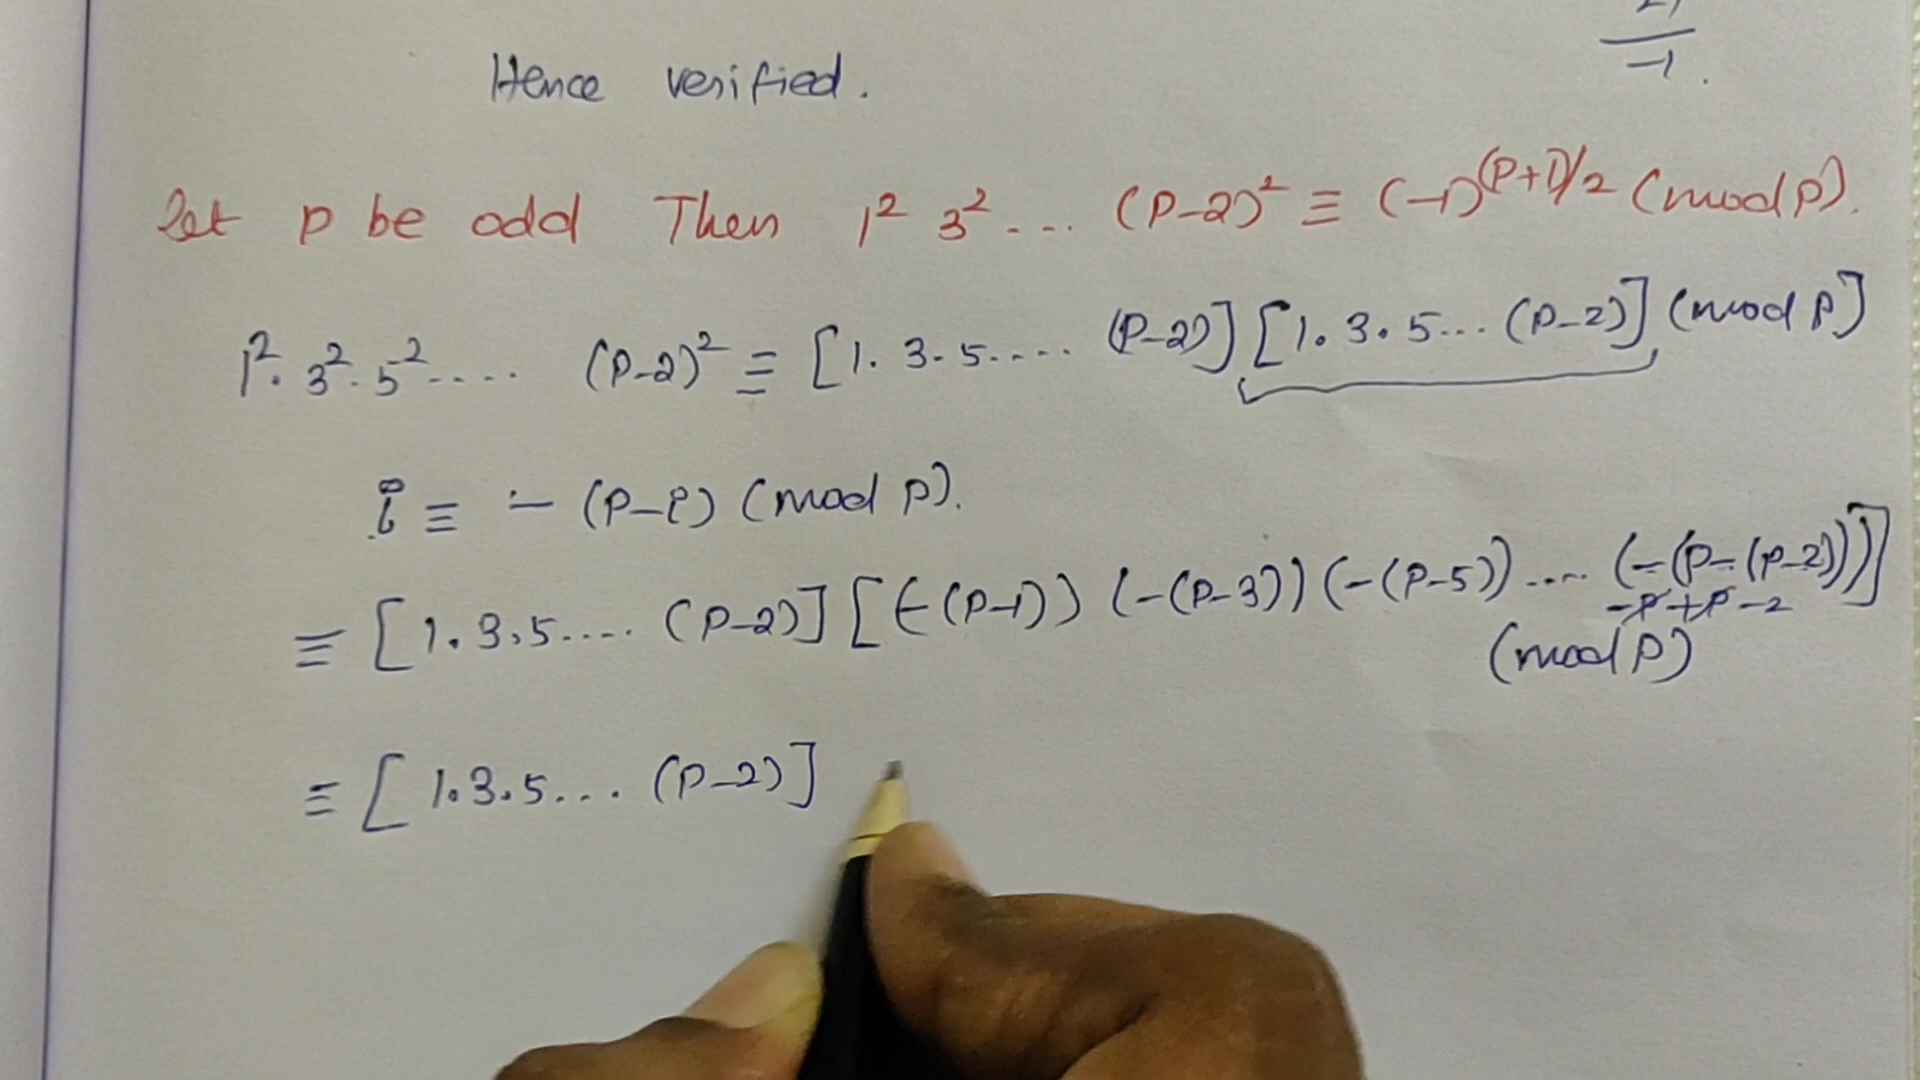 Hence verified.
-1.
Let p be odd Then 1² 3² ... (P-2)² ≡ (-1)^(P+1)/2 (mod p).
1². 3². 5² .... (P-2)² ≡ [1. 3. 5.... (P-2)] [1. 3. 5... (P-2)] (mod P]
i ≡ - (P-i) (mod p).
≡ [1. 3. 5.... (P-2)] [(-(P-1)) (-(P-3)) (-(P-5)) .... (-(P-(P-2)))]
-P+P-2
(mod P)
≡ [1. 3. 5... (P-2)]